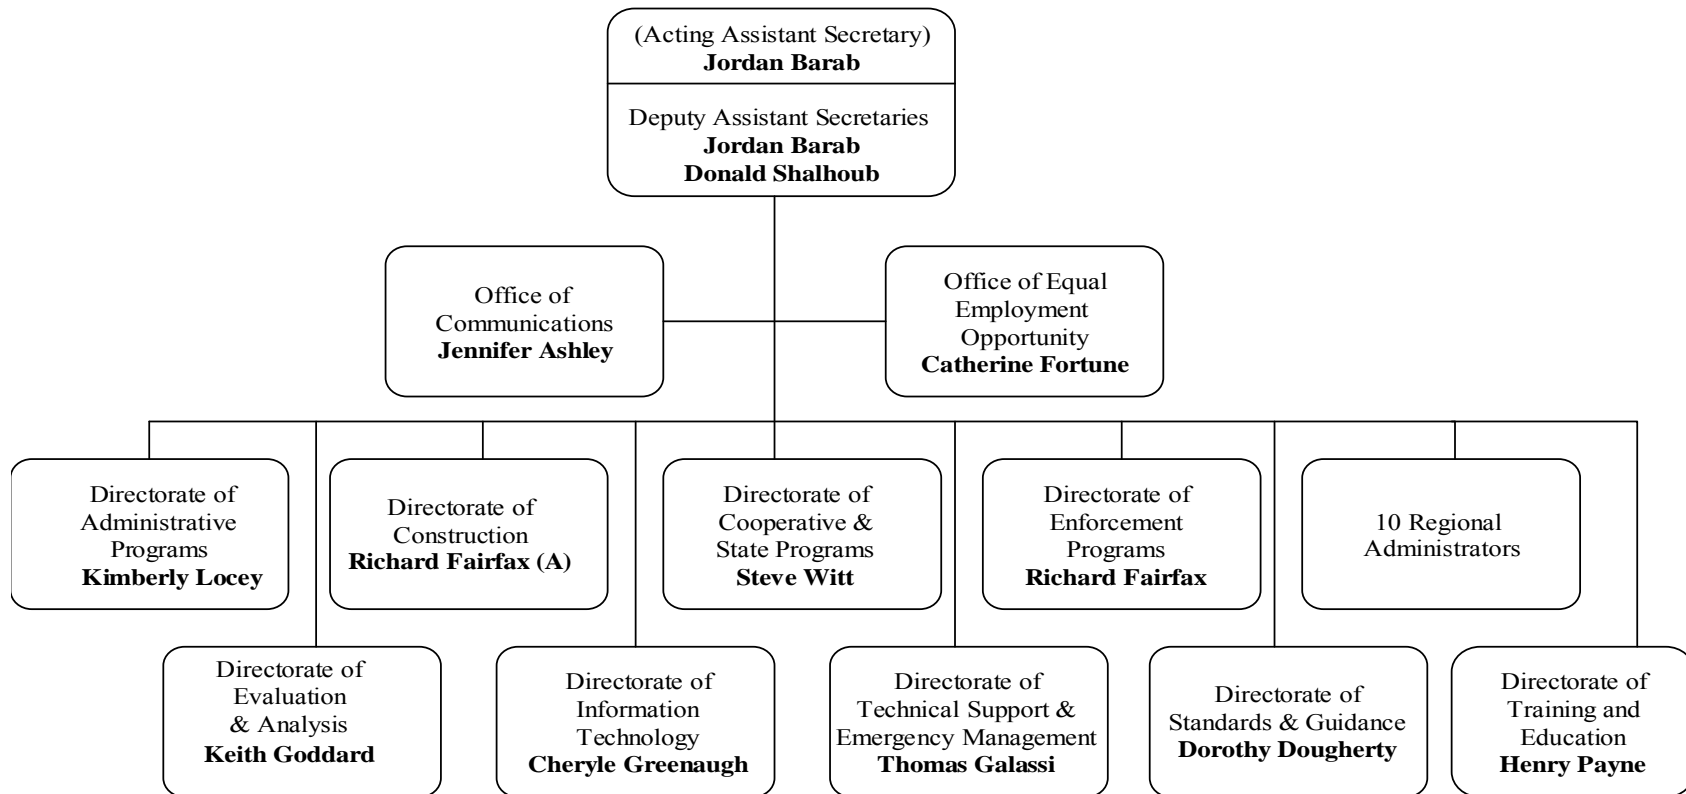 (Acting Assistant Secretary)
Jordan Barab
Deputy Assistant Secretaries
Jordan Barab
Donald Shalhoub
Office of
Communications
Jennifer Ashley
Office of Equal
Employment
Opportunity
Catherine Fortune
Directorate of
Administrative
Programs
Kimberly Locey
Directorate of
Construction
Richard Fairfax (A)
Directorate of
Cooperative &
State Programs
Steve Witt
Directorate of
Enforcement
Programs
Richard Fairfax
10 Regional
Administrators
Directorate of
Evaluation
& Analysis
Keith Goddard
Directorate of
Information
Technology
Cheryle Greenaugh
Directorate of
Technical Support &
Emergency Management
Thomas Galassi
Directorate of
Standards & Guidance
Dorothy Dougherty
Directorate of
Training and
Education
Henry Payne